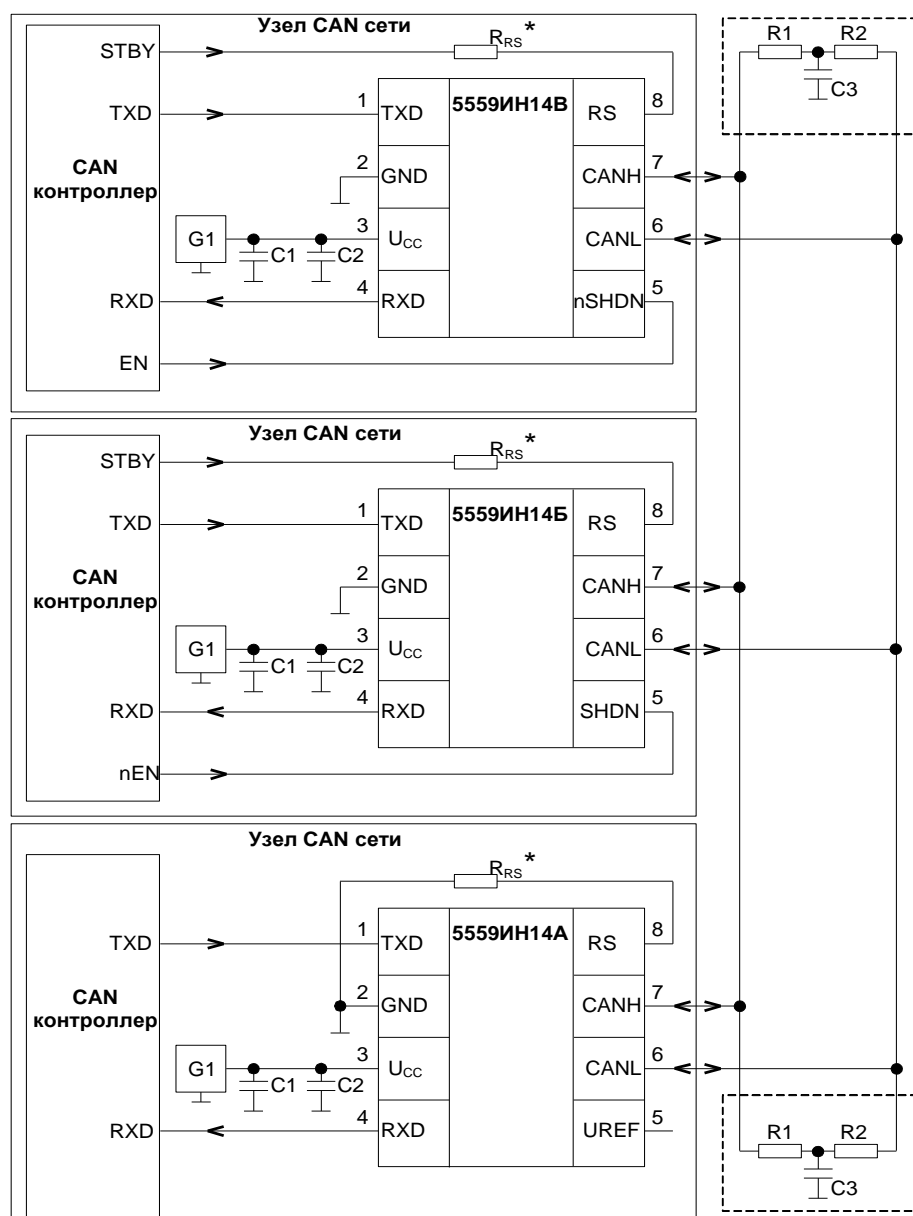 Узел CAN сети
STBY
R_RS*
R1
R2
C3
TXD
1
TXD
5559ИН14В
RS
8
CAN контроллер
2
GND
CANH
7
G1
C1
C2
3
U_CC
CANL
6
RXD
4
RXD
nSHDN
5
EN
Узел CAN сети
STBY
R_RS*
TXD
1
TXD
5559ИН14Б
RS
8
CAN контроллер
2
GND
CANH
7
G1
C1
C2
3
U_CC
CANL
6
RXD
4
RXD
SHDN
5
nEN
Узел CAN сети
R_RS*
TXD
1
TXD
5559ИН14А
RS
8
CAN контроллер
2
GND
CANH
7
G1
C1
C2
3
U_CC
CANL
6
RXD
4
RXD
UREF
5
R1
R2
C3